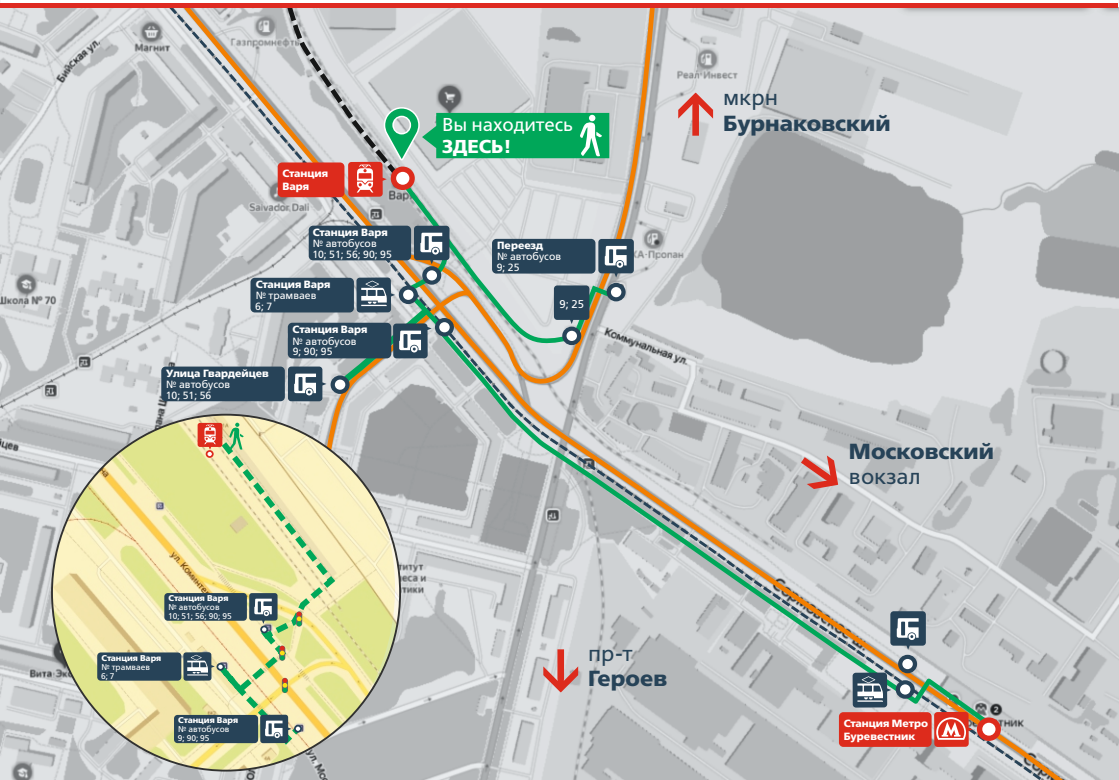 Бийская ул.
Магнит
Газпромнефть
Реал-Инвест
мкрн
Бурнаковский
Вы находитесь
ЗДЕСЬ!
Станция
Варя
Salvador Dali
Станция Варя
№ автобусов
10; 51; 56; 90; 95
Переезд
№ автобусов
9; 25
Станция Варя
№ трамваев
6; 7
9; 25
Школа № 70
Станция Варя
№ автобусов
9; 90; 95
Коммунальная ул.
Улица Гвардейцев
№ автобусов
10; 51; 56
Московский
вокзал
Станция Варя
№ автобусов
10; 51; 56; 90; 95
Станция Варя
№ трамваев
6; 7
Станция Варя
№ автобусов
9; 90; 95
пр-т
Героев
2
Станция Метро
Буревестник
М